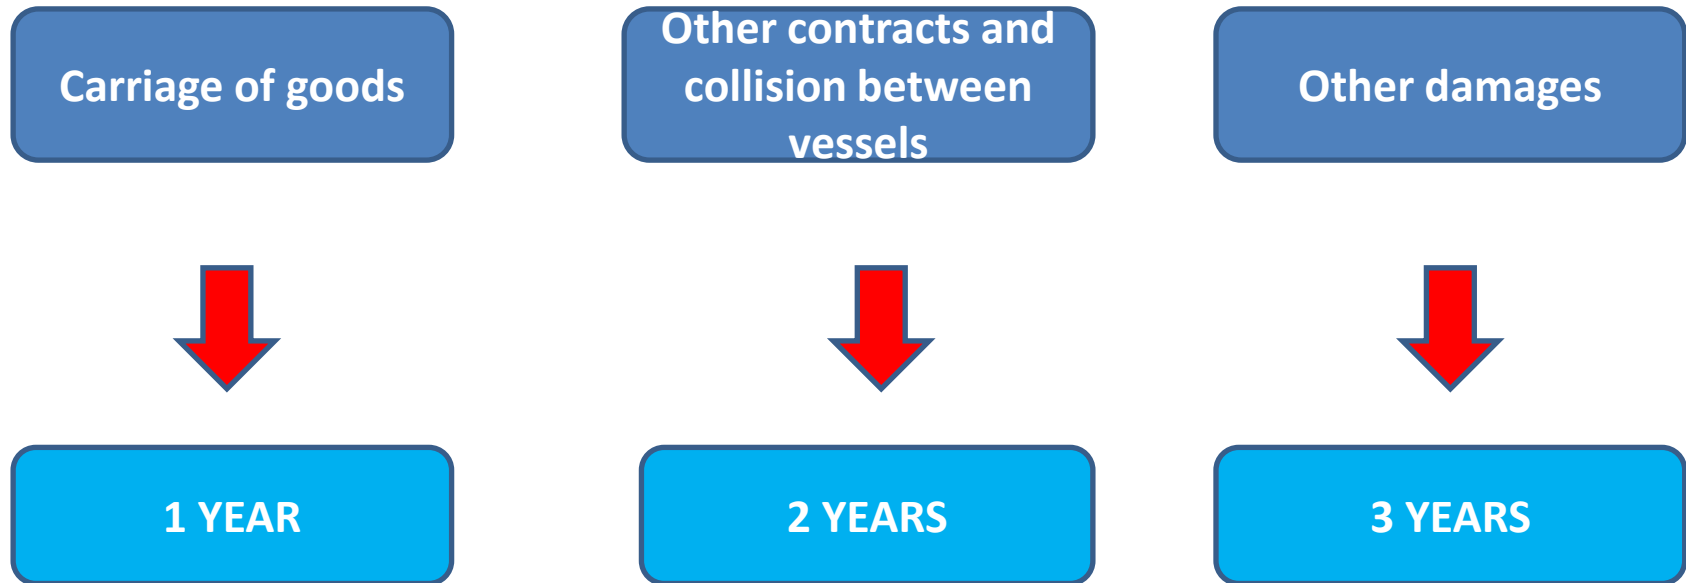 Carriage of goods
Other contracts and
collision between
vessels
Other damages
1 YEAR
2 YEARS
3 YEARS